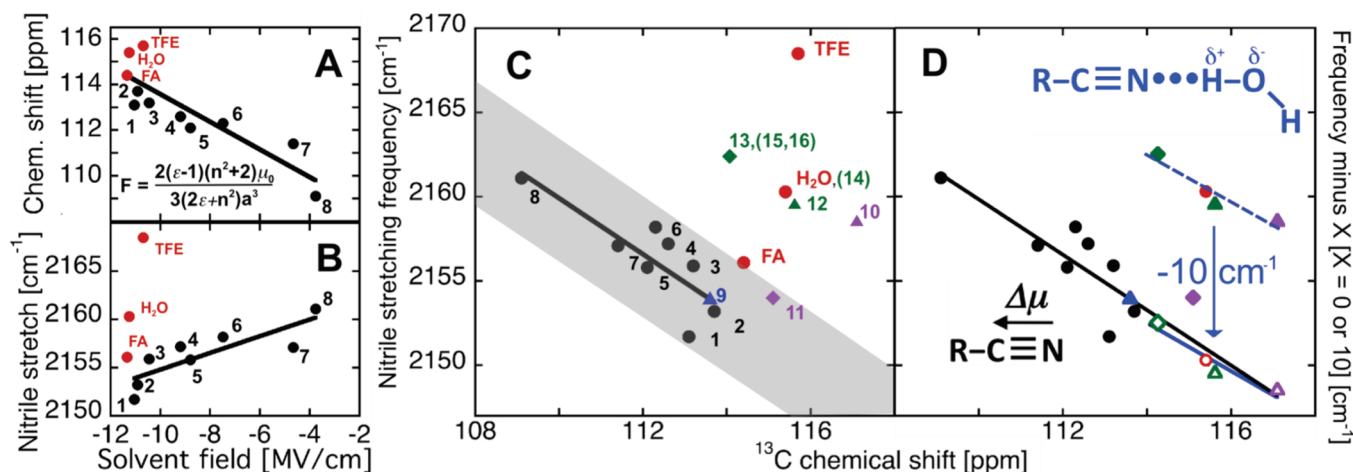 Chem. shift [ppm]
116
114
112
110
108
A
TFE
H₂O
FA
2
1
3
4
5
6
7
8
F = 2(ε-1)(n²+2)μ₀
3(2ε+n²)a³
Nitrile stretch [cm⁻¹]
2165
2160
2155
2150
B
TFE
H₂O
FA
1
2
3
4
5
6
7
8
-12 -10 -8 -6 -4 -2
Solvent field [MV/cm]
Nitrile stretching frequency [cm⁻¹]
2170
2165
2160
2155
2150
C
TFE
13,(15,16)
H₂O,(14)
12
10
8
6
4
FA
7
5
3
9
11
2
1
108 112 116
¹³C chemical shift [ppm]
D
δ⁺ δ⁻
R–C≡N•••H–O
H
-10 cm⁻¹
Δμ
R–C≡N
112 116
Frequency minus X [X = 0 or 10] [cm⁻¹]